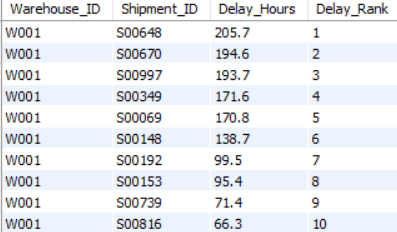 Warehouse_ID Shipment_ID Delay_Hours Delay_Rank
W001 S00648 205.7 1
W001 S00670 194.6 2
W001 S00997 193.7 3
W001 S00349 171.6 4
W001 S00069 170.8 5
W001 S00148 138.7 6
W001 S00192 99.5 7
W001 S00153 95.4 8
W001 S00739 71.4 9
W001 S00816 66.3 10